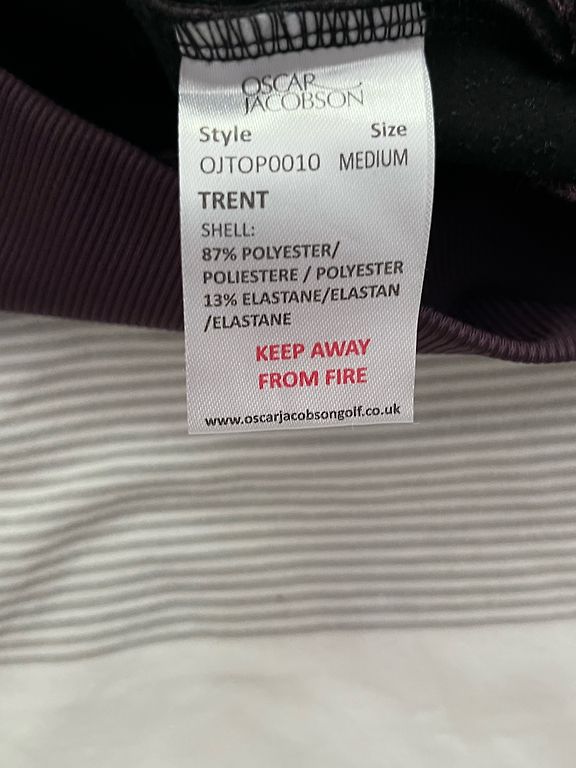 OSCAR
JACOBSON
Style Size
OJTOP0010 MEDIUM
TRENT
SHELL:
87% POLYESTER/
POLIESTERE / POLYESTER
13% ELASTANE/ELASTAN
/ELASTANE
KEEP AWAY
FROM FIRE
www.oscarjacobsongolf.co.uk